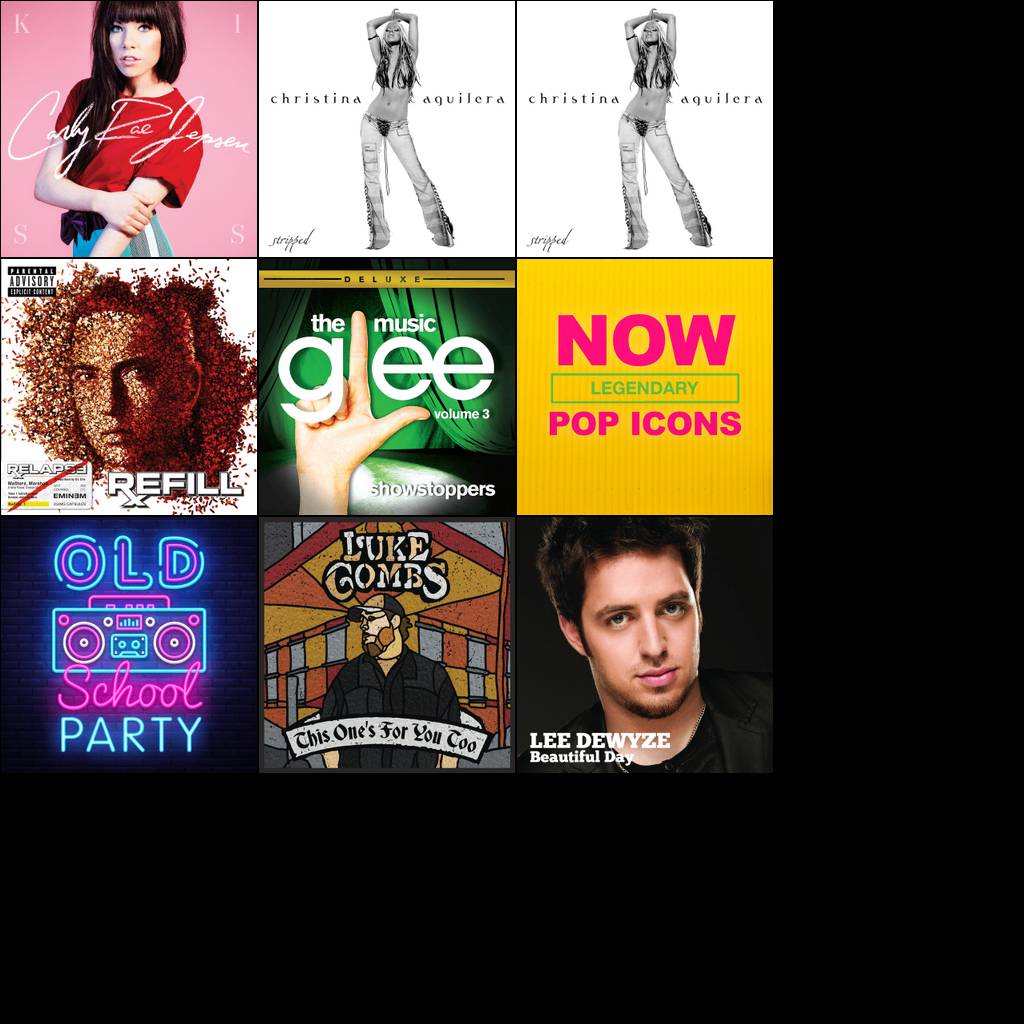 K I
Carly Rae Jepsen
S S
christina aguilera
stripped
christina aguilera
stripped
PARENTAL
ADVISORY
EXPLICIT CONTENT
RELAPSE
EMINEM
REFILL
DELUXE
the music
glee
volume 3
showstoppers
NOW
LEGENDARY
POP ICONS
OLD
School
PARTY
LUKE
COMBS
This One's For You Too
LEE DEWYZE
Beautiful Day